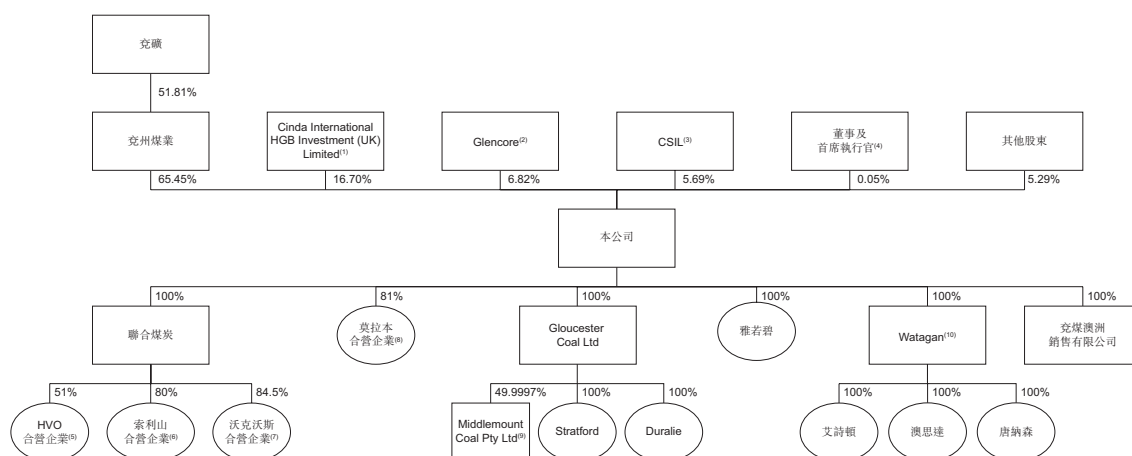 兗礦
51.81%
兗州煤業
Cinda International
HGB Investment (UK)
Limited(1)
Glencore(2)
CSIL(3)
董事及
首席執行官(4)
其他股東
65.45%
16.70%
6.82%
5.69%
0.05%
5.29%
本公司
100%
81%
100%
100%
100%
100%
聯合煤炭
莫拉本
合營企業(8)
Gloucester
Coal Ltd
雅若碧
Watagan(10)
兗煤澳洲
銷售有限公司
51%
80%
84.5%
49.9997%
100%
100%
100%
100%
100%
HVO
合營企業(5)
索利山
合營企業(6)
沃克沃斯
合營企業(7)
Middlemount
Coal Pty Ltd(9)
Stratford
Duralie
艾詩頓
澳思達
唐納森